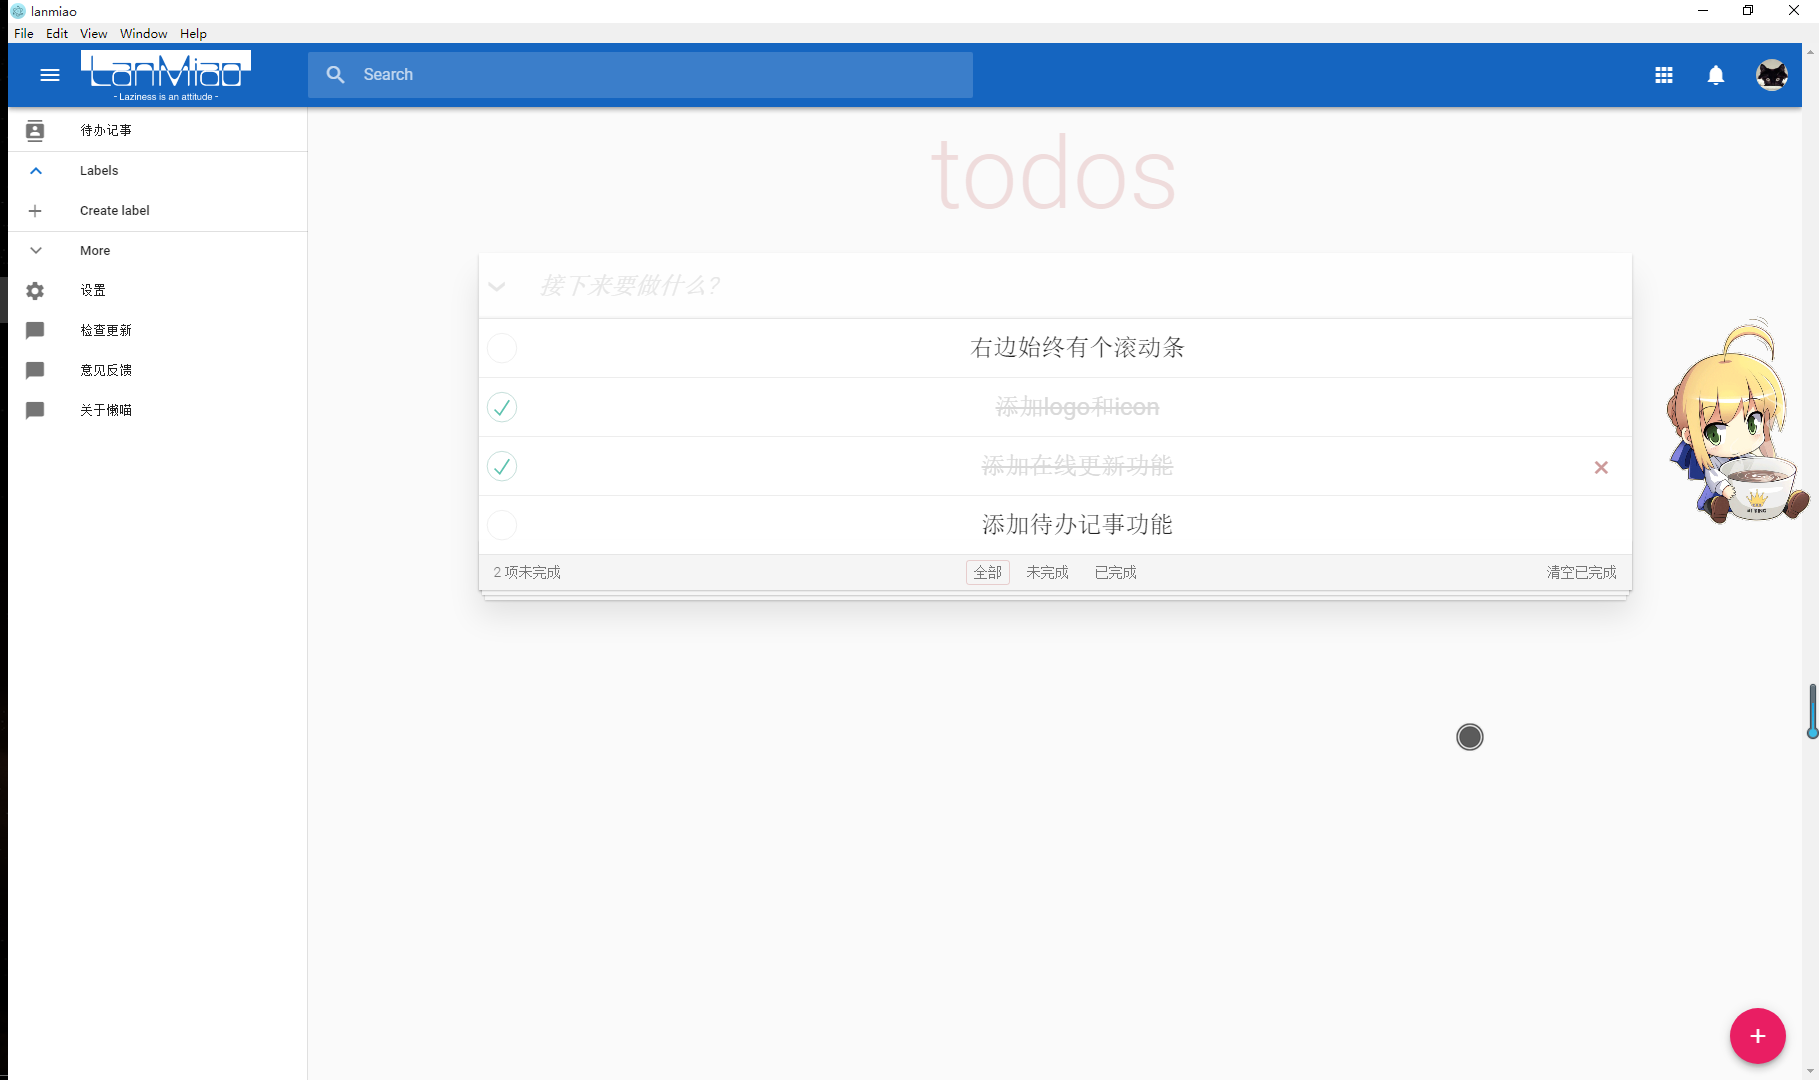 lanmiao
File Edit View Window Help
LanMiao
- Laziness is an attitude -
Search
待办记事
Labels
Create label
More
设置
检查更新
意见反馈
关于懒喵
todos
接下来要做什么?
右边始终有个滚动条
添加logo和icon
添加在线更新功能
添加待办记事功能
2 项未完成 全部 未完成 已完成 清空已完成